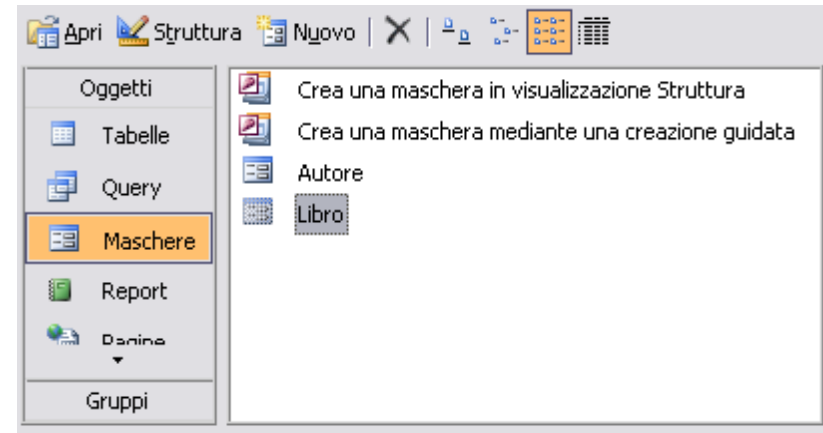 Apri Struttura Nuovo
Oggetti
Tabelle
Query
Maschere
Report
Pagine
Gruppi
Crea una maschera in visualizzazione Struttura
Crea una maschera mediante una creazione guidata
Autore
Libro